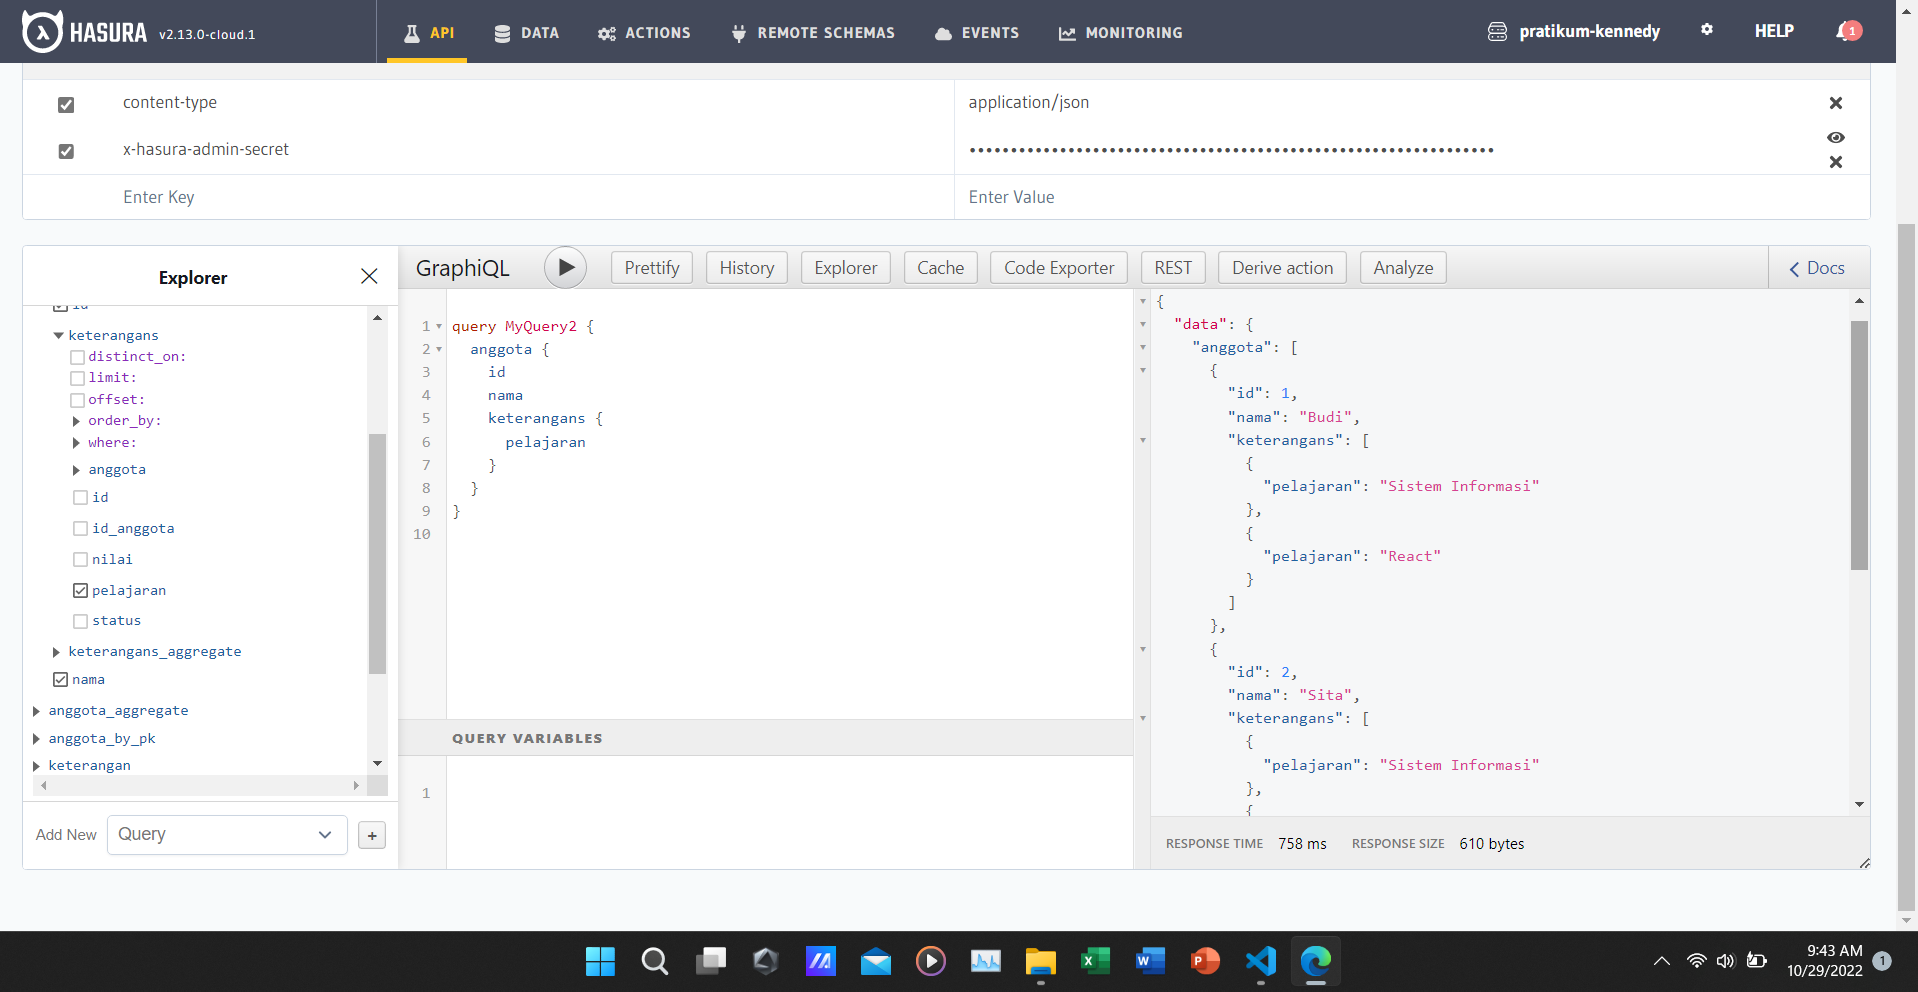 HASURA v2.13.0-cloud.1
API
DATA
ACTIONS
REMOTE SCHEMAS
EVENTS
MONITORING
pratikum-kennedy
HELP
1
content-type
application/json
x-hasura-admin-secret
••••••••••••••••••••••••••••••••••••••••••••••••••••••••••••••••
Enter Key
Enter Value
Explorer
id
keterangans
distinct_on:
limit:
offset:
order_by:
where:
anggota
id
id_anggota
nilai
pelajaran
status
keterangans_aggregate
nama
anggota_aggregate
anggota_by_pk
keterangan
Add New
Query
+
GraphiQL
Prettify
History
Explorer
Cache
Code Exporter
REST
Derive action
Analyze
Docs
1 query MyQuery2 {
2 anggota {
3 id
4 nama
5 keterangans {
6 pelajaran
7 }
8 }
9 }
10
QUERY VARIABLES
1
{
"data": {
"anggota": [
{
"id": 1,
"nama": "Budi",
"keterangans": [
{
"pelajaran": "Sistem Informasi"
},
{
"pelajaran": "React"
}
]
},
{
"id": 2,
"nama": "Sita",
"keterangans": [
{
"pelajaran": "Sistem Informasi"
},
{
RESPONSE TIME 758 ms RESPONSE SIZE 610 bytes
9:43 AM
10/29/2022
1